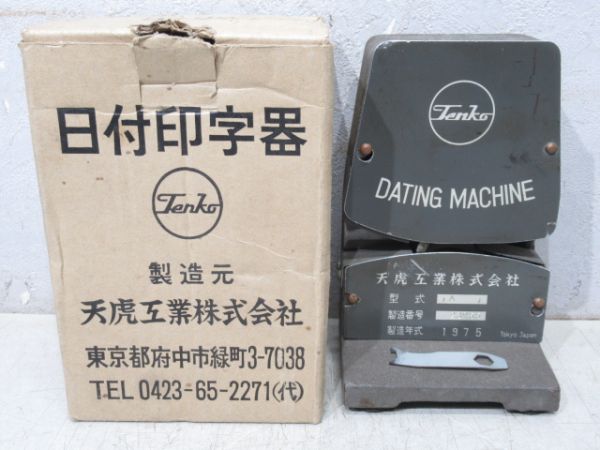 日付印字器
Tenko
製造元
天虎工業株式会社
東京都府中市緑町3-7038
TEL 0423-65-2271(代)
Tenko
DATING MACHINE
天虎工業株式会社
型式 A
製造番号
製造年式 1975
Tokyo Japan